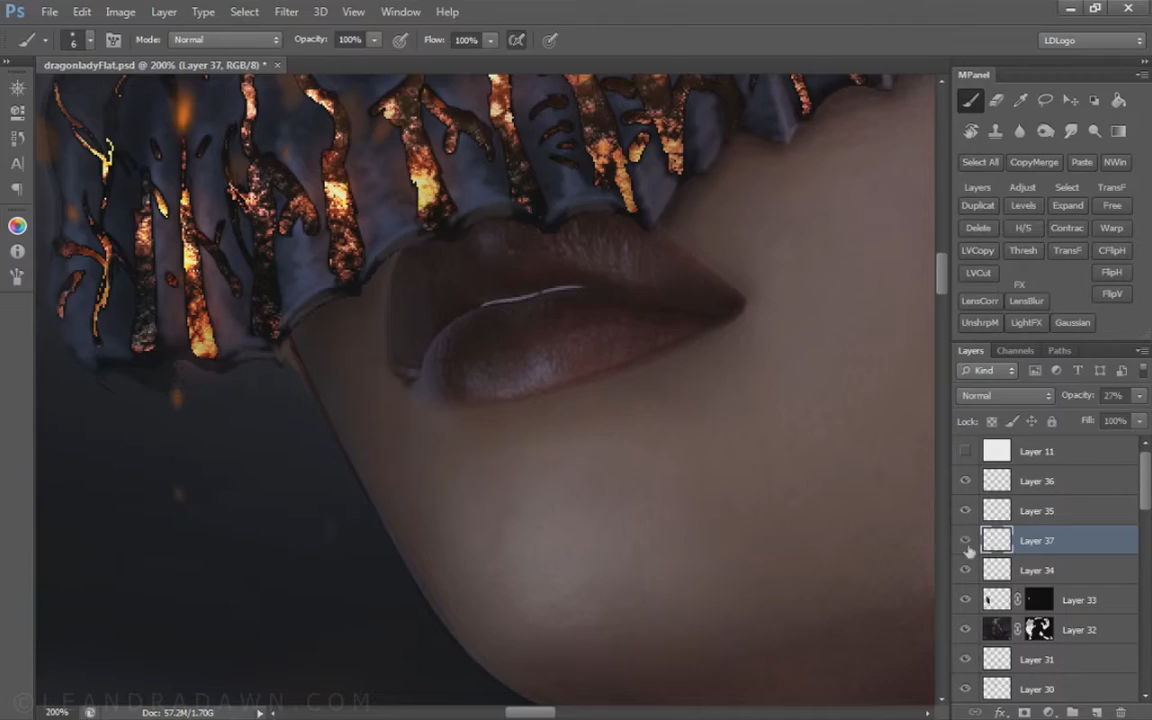 Ps File Edit Image Layer Type Select Filter 3D View Window Help
6 Mode: Normal Opacity: 100% Flow: 100% LDLogo
dragonladyFlat.psd @ 200% (Layer 37, RGB/8) * ×
MPanel
Select All CopyMerge Paste NWin
Layers Adjust Select TransF
Duplicat Levels Expand Free
Delete H/S Contrac Warp
LVCopy Thresh TransF CFlipH
LVCut FlipH
FX
LensCorr LensBlur FlipV
UnshrpM LightFX Gaussian
Layers Channels Paths
Kind
Normal Opacity: 27%
Lock: Fill: 100%
Layer 11
Layer 36
Layer 35
Layer 37
Layer 34
Layer 33
Layer 32
Layer 31
Layer 30
©LEANDRADAWN.COM
200% Doc: 57.2M/1.70G
fx